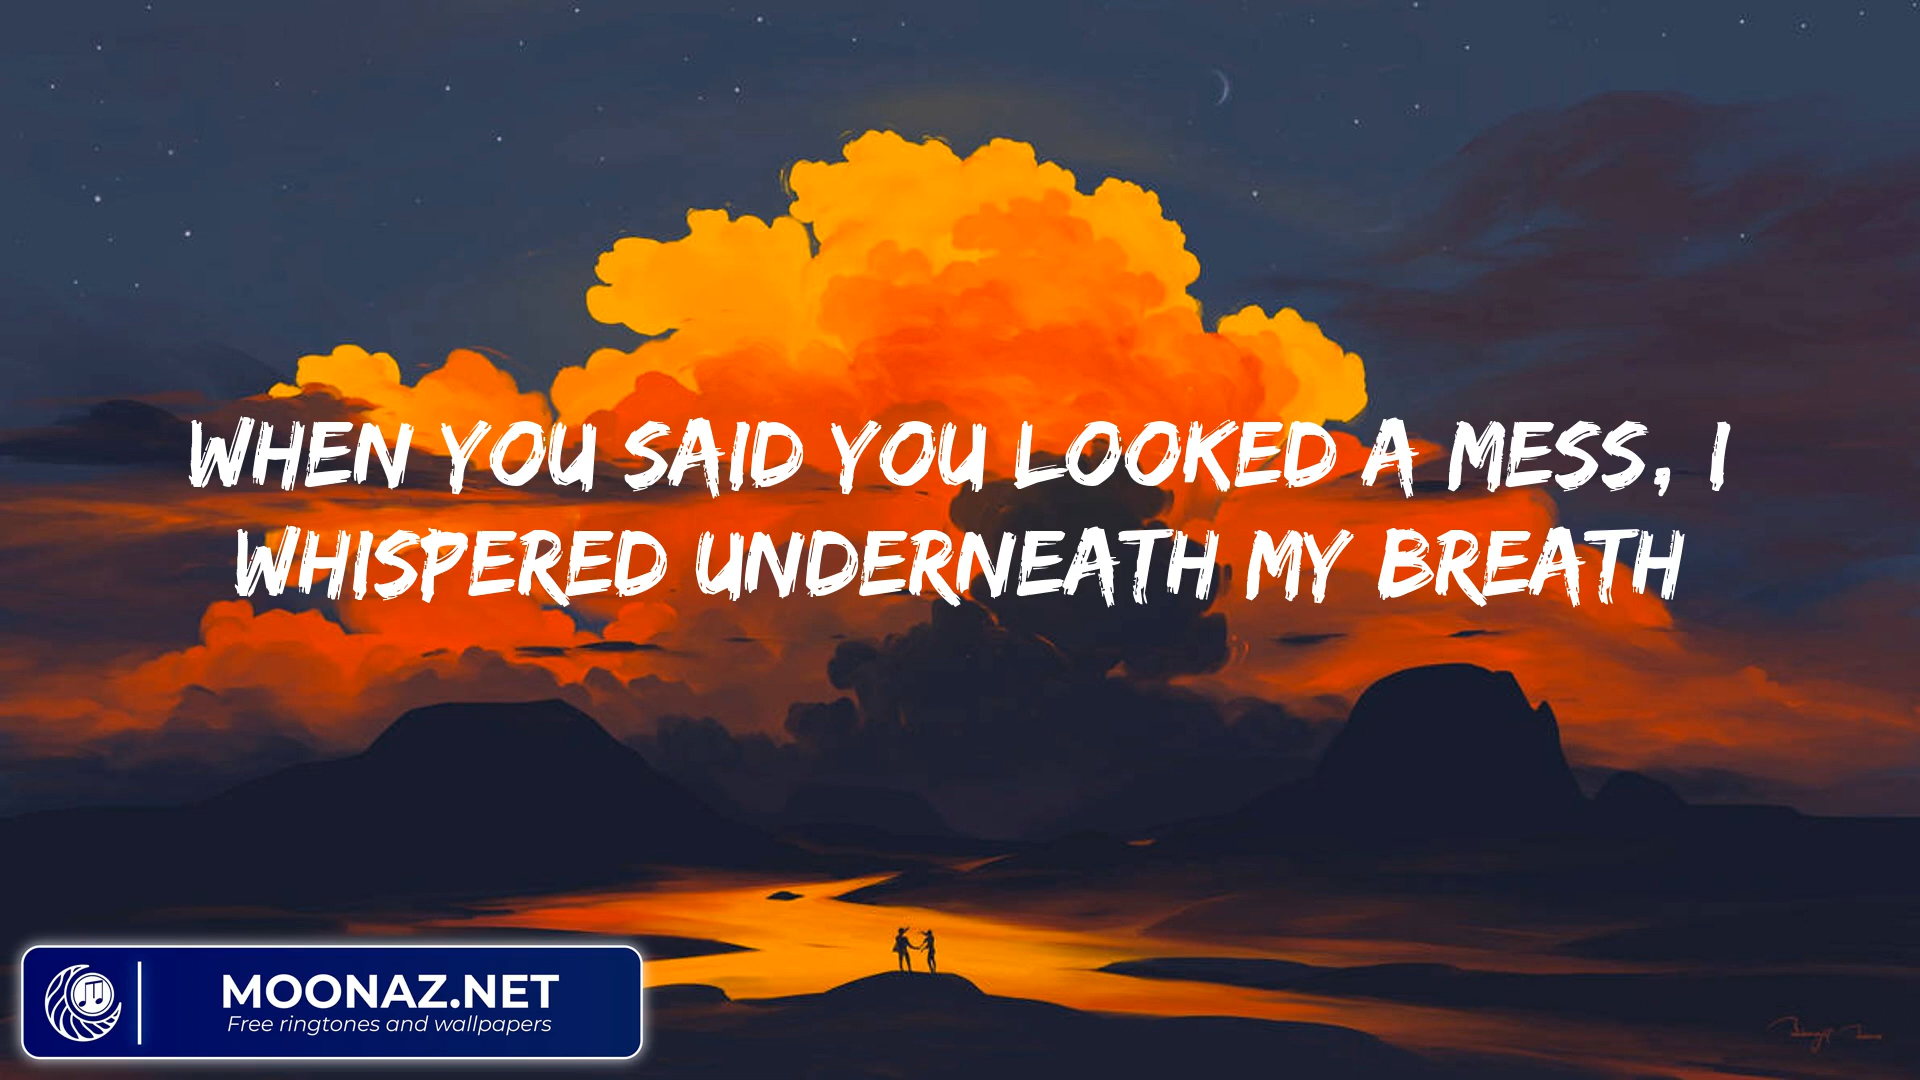 WHEN YOU SAID YOU LOOKED A MESS, I
WHISPERED UNDERNEATH MY BREATH
MOONAZ.NET
Free ringtones and wallpapers